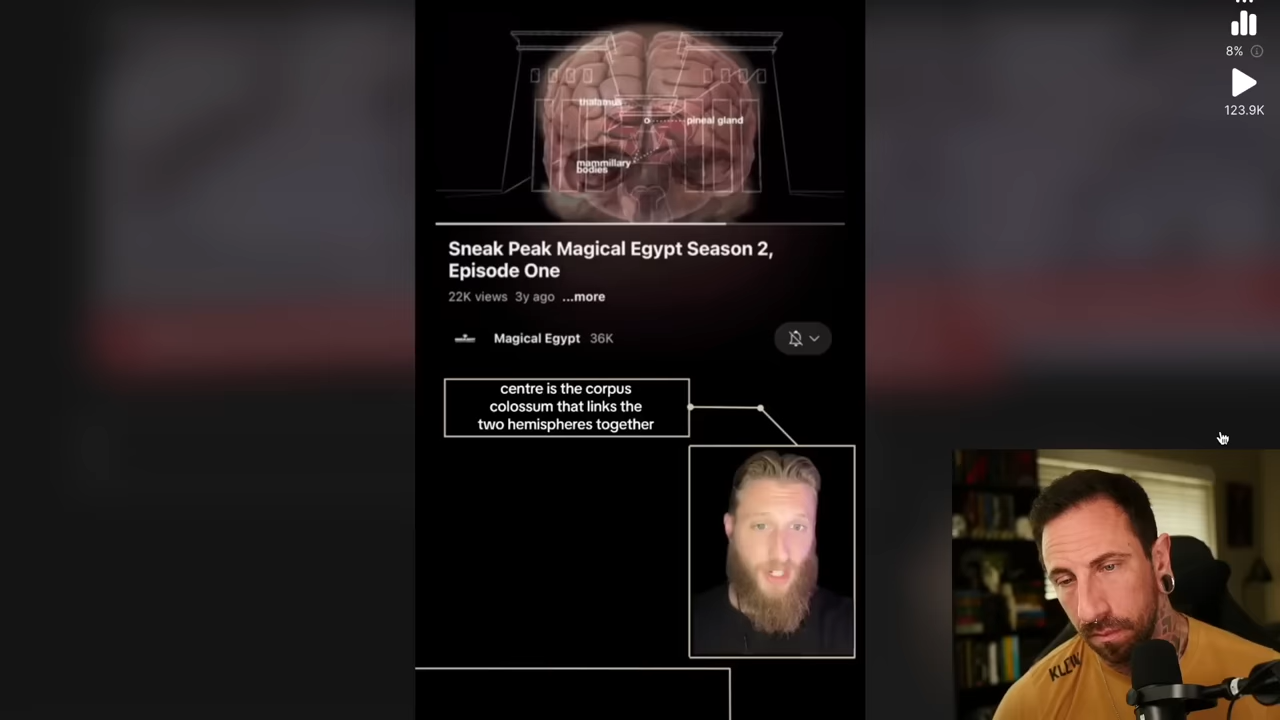 8%
123.9K
thalamus
pineal gland
mammillary
bodies
Sneak Peak Magical Egypt Season 2,
Episode One
22K views 3y ago ...more
Magical Egypt 36K
centre is the corpus
colossum that links the
two hemispheres together
KLEIN